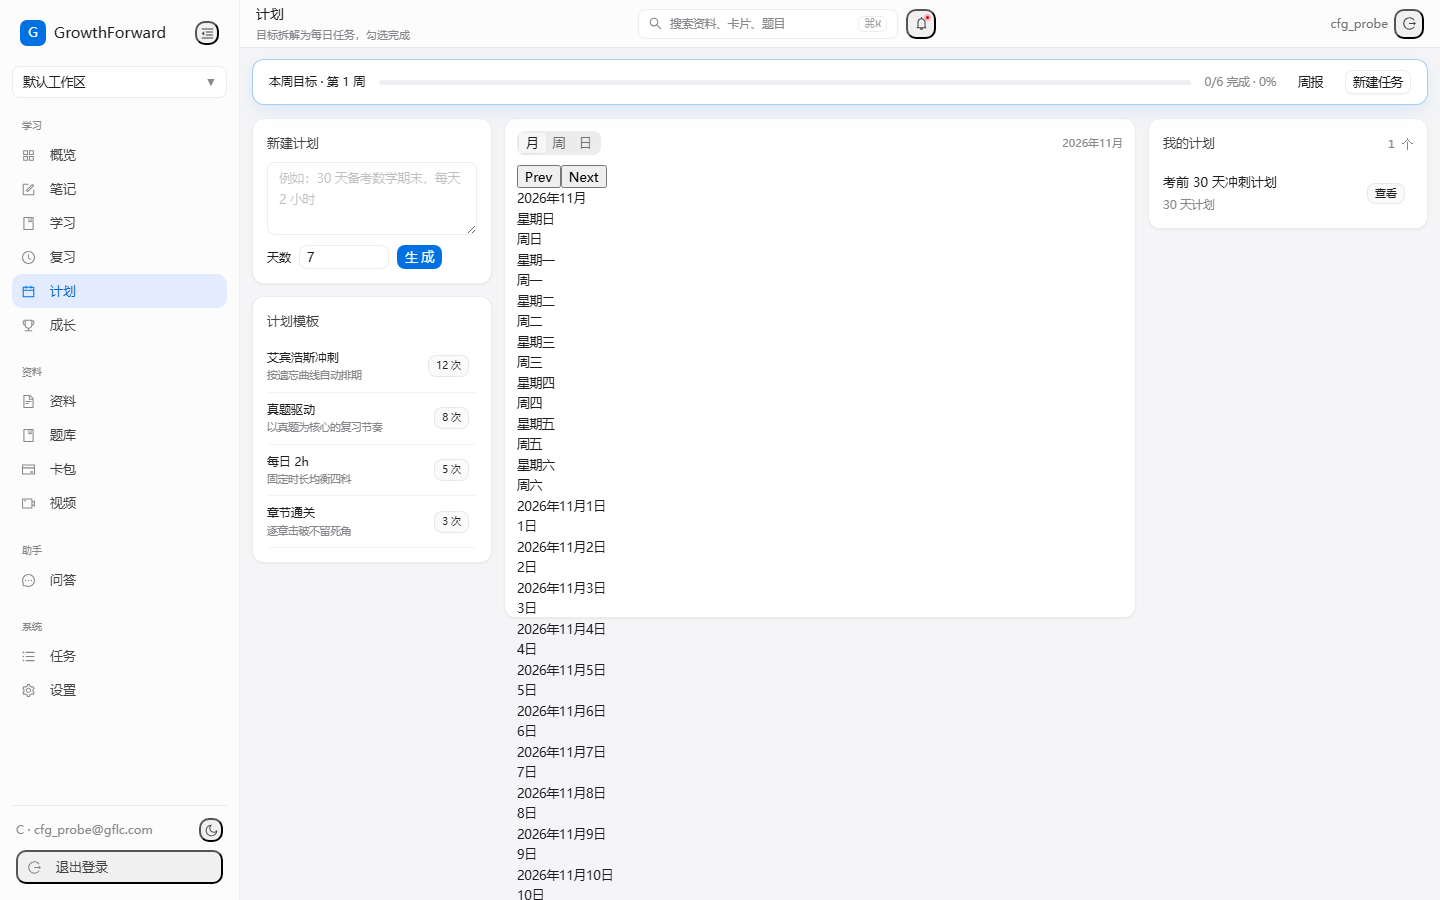 GrowthForward
G
默认工作区
学习
概览
笔记
学习
复习
计划
成长
资料
资料
题库
卡包
视频
助手
问答
系统
任务
设置
C · cfg_probe@gflc.com
退出登录
计划
目标拆解为每日任务，勾选完成
搜索资料、卡片、题目
⌘K
cfg_probe
本周目标 · 第 1 周
0/6 完成 · 0%
周报
新建任务
新建计划
例如：30 天备考数学期末，每天
2 小时
天数
7
生成
计划模板
艾宾浩斯冲刺
按遗忘曲线自动排期
12 次
真题驱动
以真题为核心的复习节奏
8 次
每日 2h
固定时长均衡四科
5 次
章节通关
逐章击破不留死角
3 次
月 周 日
2026年11月
Prev Next
2026年11月
星期日
周日
星期一
周一
星期二
周二
星期三
周三
星期四
周四
星期五
周五
星期六
周六
2026年11月1日
1日
2026年11月2日
2日
2026年11月3日
3日
2026年11月4日
4日
2026年11月5日
5日
2026年11月6日
6日
2026年11月7日
7日
2026年11月8日
8日
2026年11月9日
9日
2026年11月10日
10日
我的计划
1 个
考前 30 天冲刺计划
30 天计划
查看